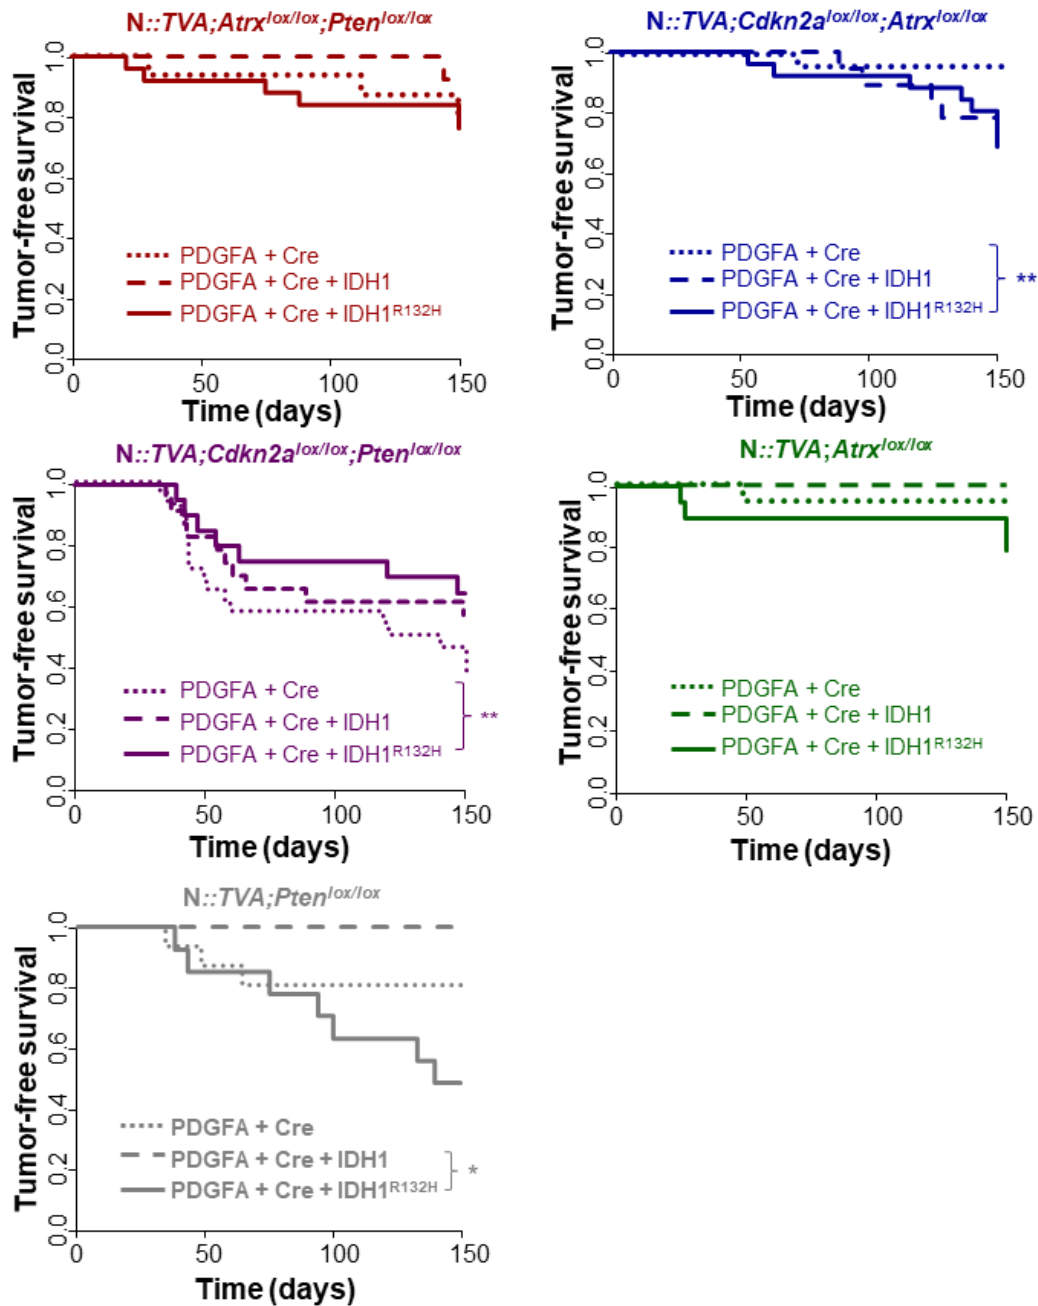 N::TVA;Atrxlox/lox;Ptenlox/lox
Tumor-free survival
1.0
0.8
0.6
0.4
0.2
0.0
PDGFA + Cre
PDGFA + Cre + IDH1
PDGFA + Cre + IDH1R132H
0 50 100 150
Time (days)
N::TVA;Cdkn2alox/lox;Atrxlox/lox
Tumor-free survival
1.0
0.8
0.6
0.4
0.2
0.0
PDGFA + Cre
PDGFA + Cre + IDH1
PDGFA + Cre + IDH1R132H
**
0 50 100 150
Time (days)
N::TVA;Cdkn2alox/lox;Ptenlox/lox
Tumor-free survival
1.0
0.8
0.6
0.4
0.2
0.0
PDGFA + Cre
PDGFA + Cre + IDH1
PDGFA + Cre + IDH1R132H
**
0 50 100 150
Time (days)
N::TVA;Atrxlox/lox
Tumor-free survival
1.0
0.8
0.6
0.4
0.2
0.0
PDGFA + Cre
PDGFA + Cre + IDH1
PDGFA + Cre + IDH1R132H
0 50 100 150
Time (days)
N::TVA;Ptenlox/lox
Tumor-free survival
1.0
0.8
0.6
0.4
0.2
0.0
PDGFA + Cre
PDGFA + Cre + IDH1
PDGFA + Cre + IDH1R132H
*
0 50 100 150
Time (days)